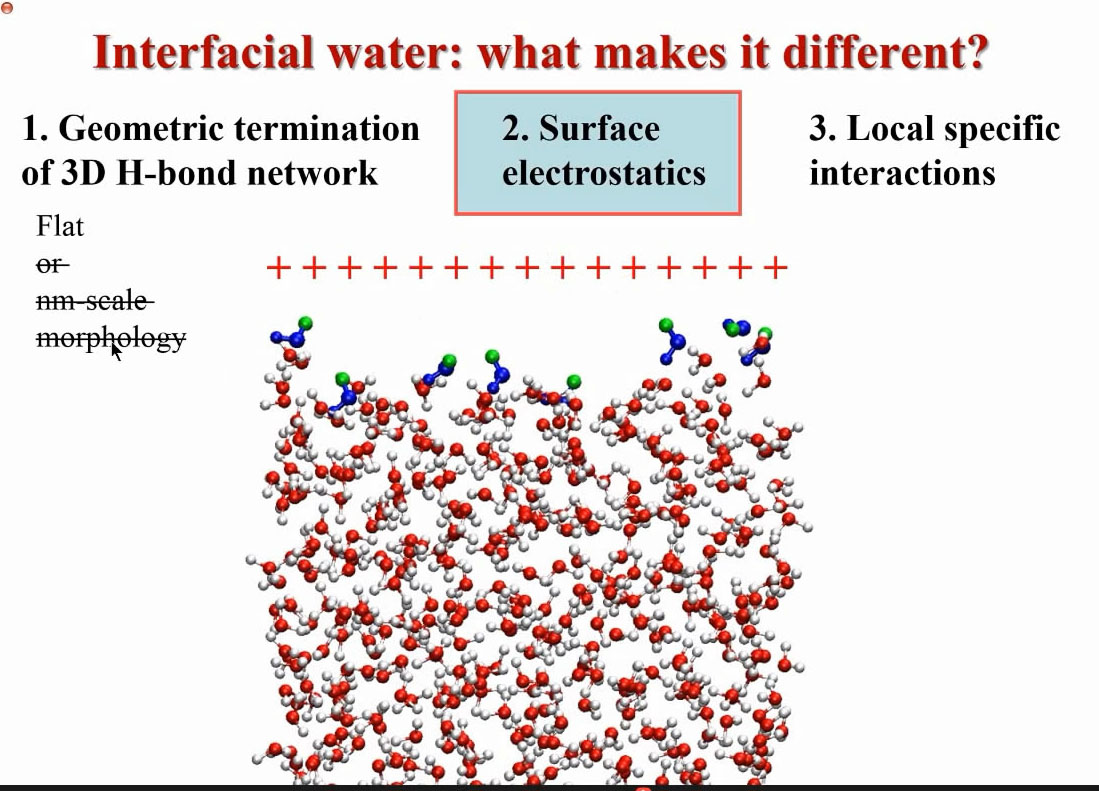 Interfacial water: what makes it different?
1. Geometric termination
of 3D H-bond network
2. Surface
electrostatics
3. Local specific
interactions
Flat
or
nm-scale
morphology
+ + + + + + + + + + + + + + +